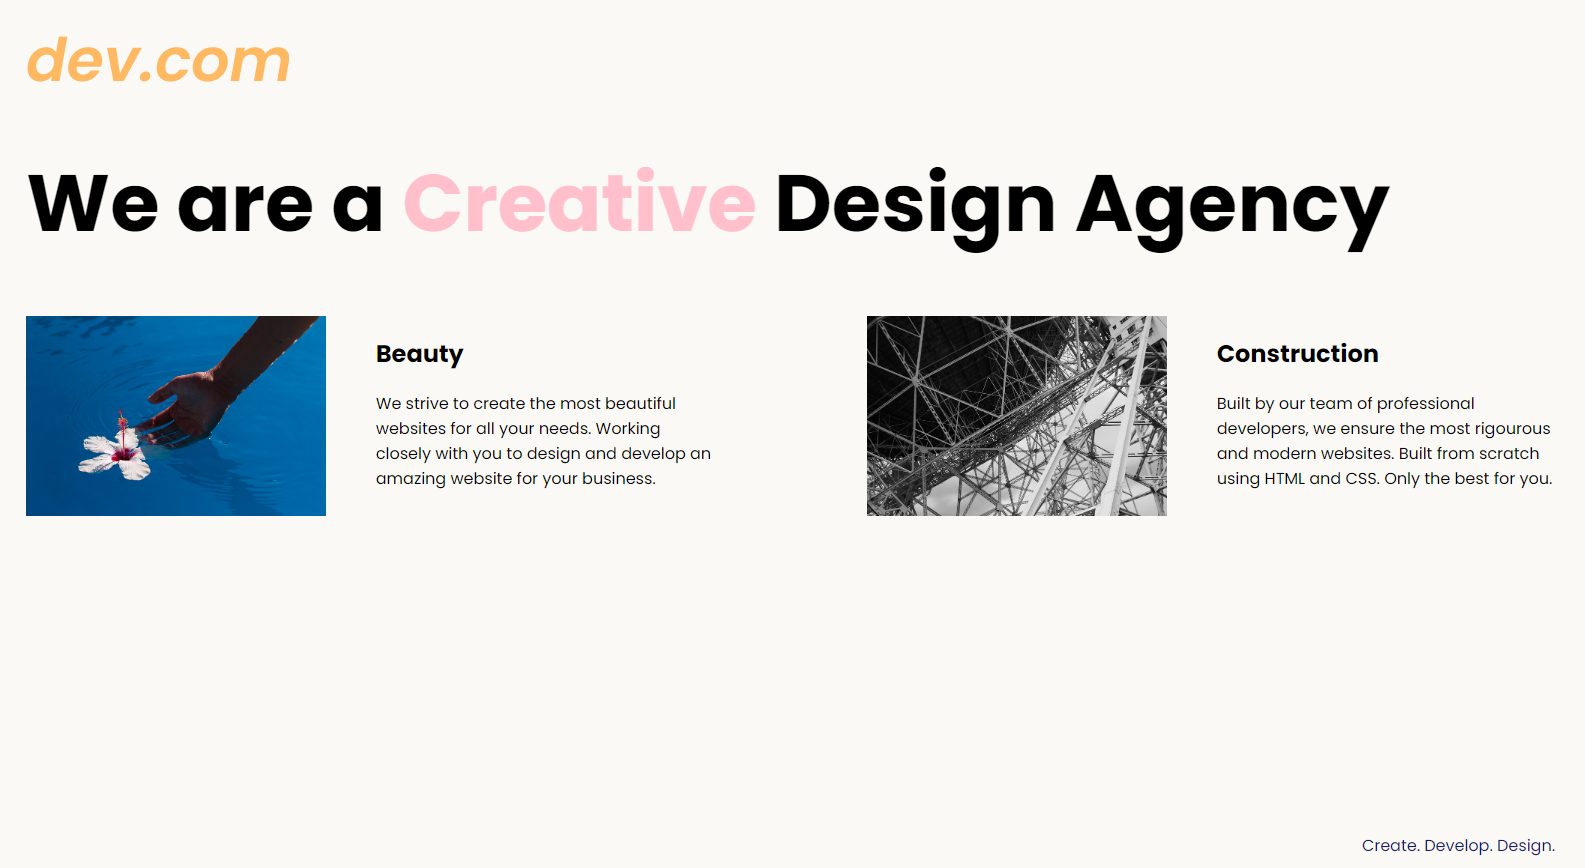 dev.com
We are a Creative Design Agency
Beauty
We strive to create the most beautiful
websites for all your needs. Working
closely with you to design and develop an
amazing website for your business.
Construction
Built by our team of professional
developers, we ensure the most rigourous
and modern websites. Built from scratch
using HTML and CSS. Only the best for you.
Create. Develop. Design.